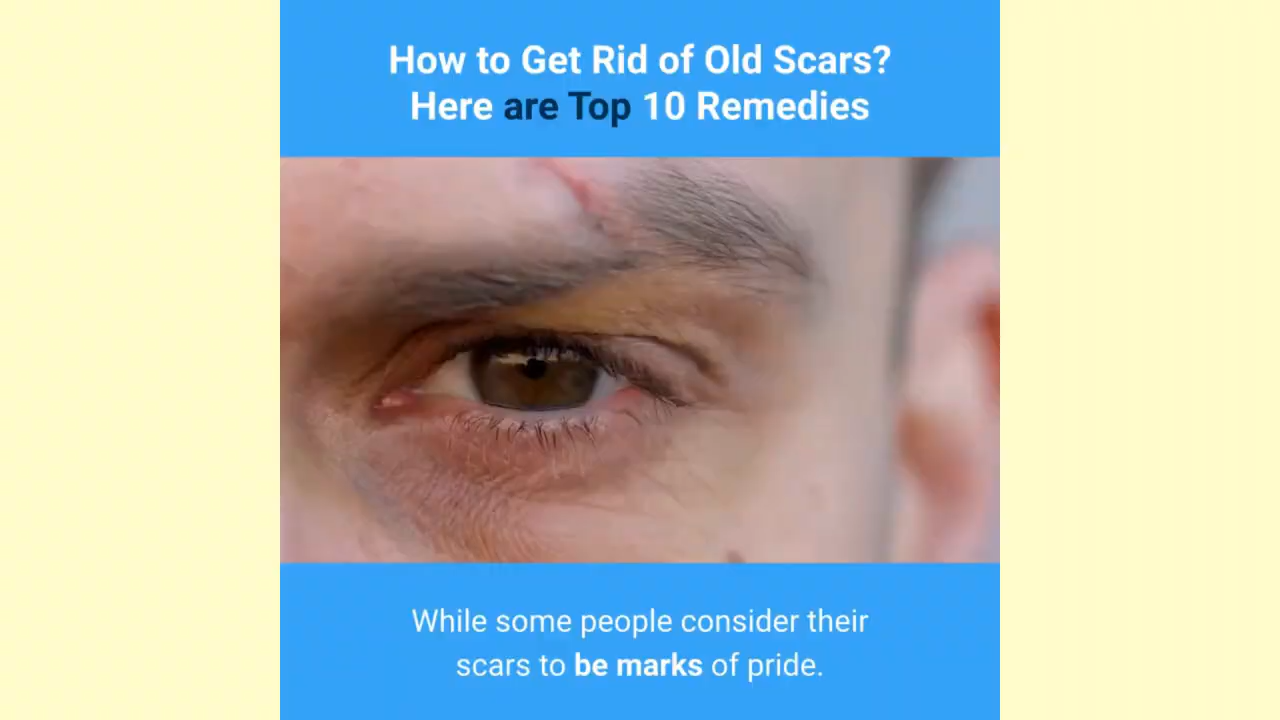 How to Get Rid of Old Scars?
Here are Top 10 Remedies
While some people consider their
scars to be marks of pride.